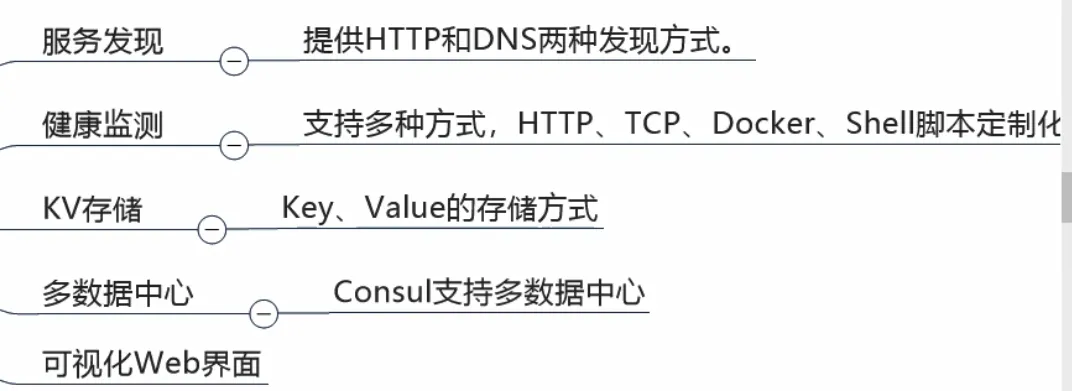 服务发现 提供HTTP和DNS两种发现方式。
健康监测 支持多种方式，HTTP、TCP、Docker、Shell脚本定制化
KV存储 Key、Value的存储方式
多数据中心 Consul支持多数据中心
可视化Web界面